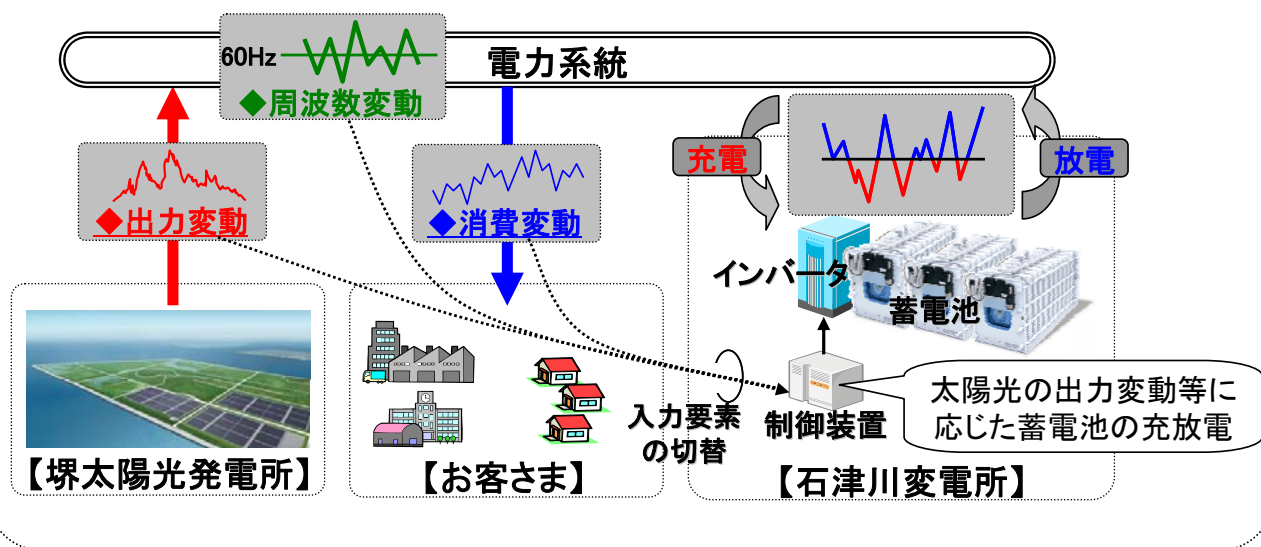 60Hz
電力系統
◆周波数変動
充電
放電
◆出力変動
◆消費変動
インバータ
蓄電池
太陽光の出力変動等に
応じた蓄電池の充放電
入力要素
の切替
制御装置
【堺太陽光発電所】
【お客さま】
【石津川変電所】